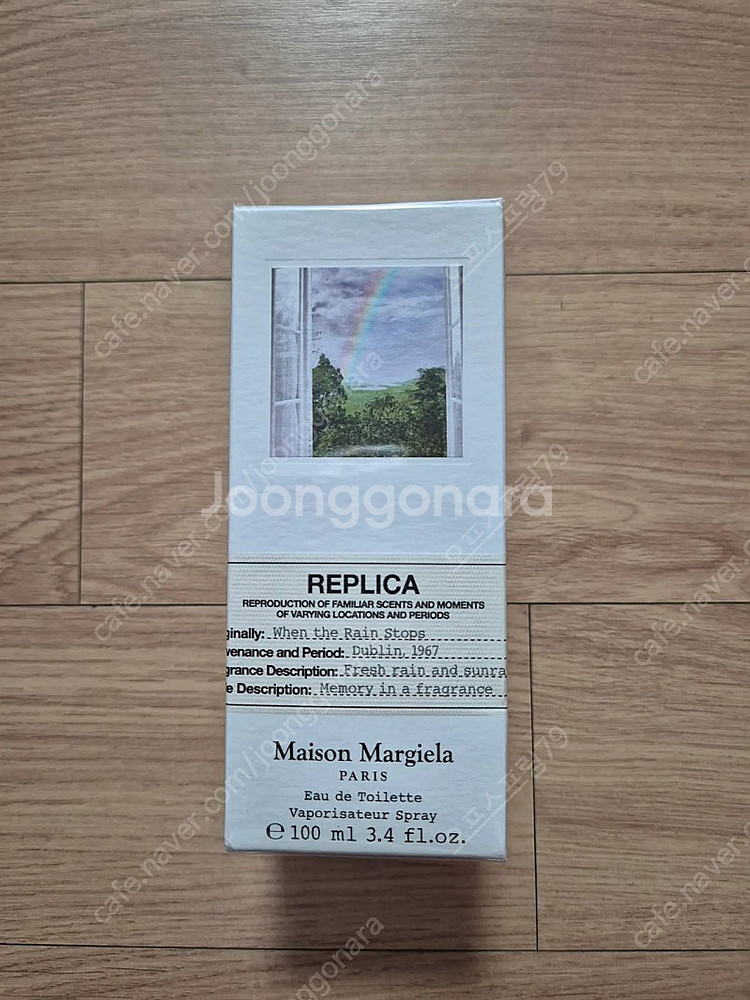 Joonggonara
REPLICA
REPRODUCTION OF FAMILIAR SCENTS AND MOMENTS
OF VARYING LOCATIONS AND PERIODS
ginally: When the Rain Stops
venance and Period: Dublin, 1967
grance Description: Fresh rain and sunra
e Description: Memory in a fragrance
Maison Margiela
PARIS
Eau de Toilette
Vaporisateur Spray
℮ 100 ml 3.4 fl.oz.
cafe.naver.com/joonggonara